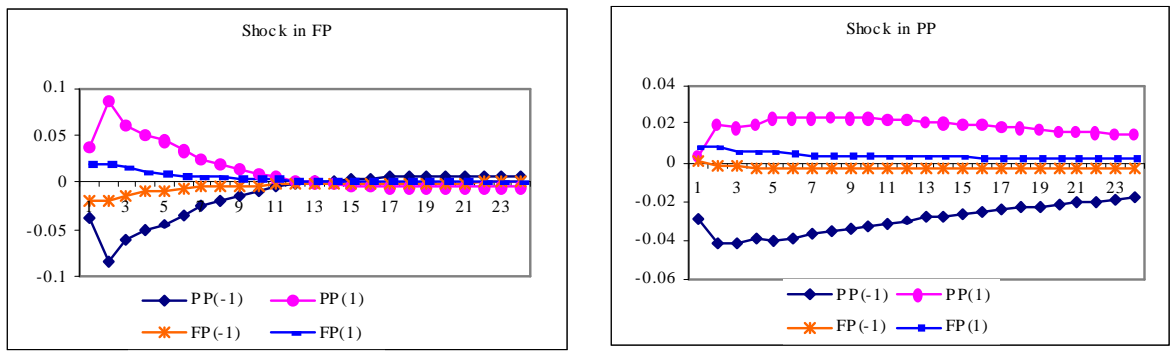 Shock in FP
0.1
0.05
0
-0.05
-0.1
1 3 5 7 9 11 13 15 17 19 21 23
PP(-1) PP(1)
FP(-1) FP(1)
Shock in PP
0.04
0.02
0
-0.02
-0.04
-0.06
1 3 5 7 9 11 13 15 17 19 21 23
PP(-1) PP(1)
FP(-1) FP(1)